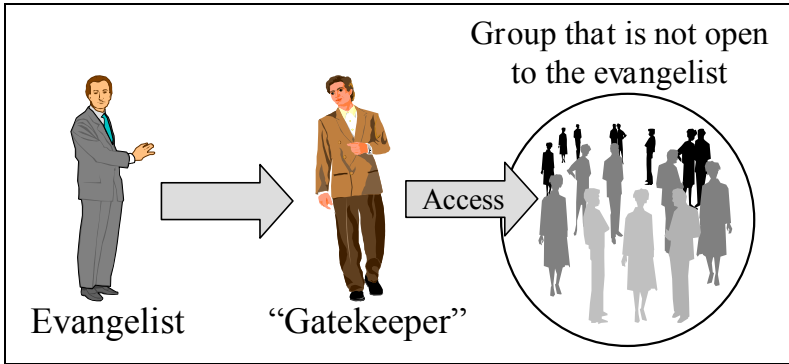 Group that is not open
to the evangelist
Access
Evangelist
“Gatekeeper”